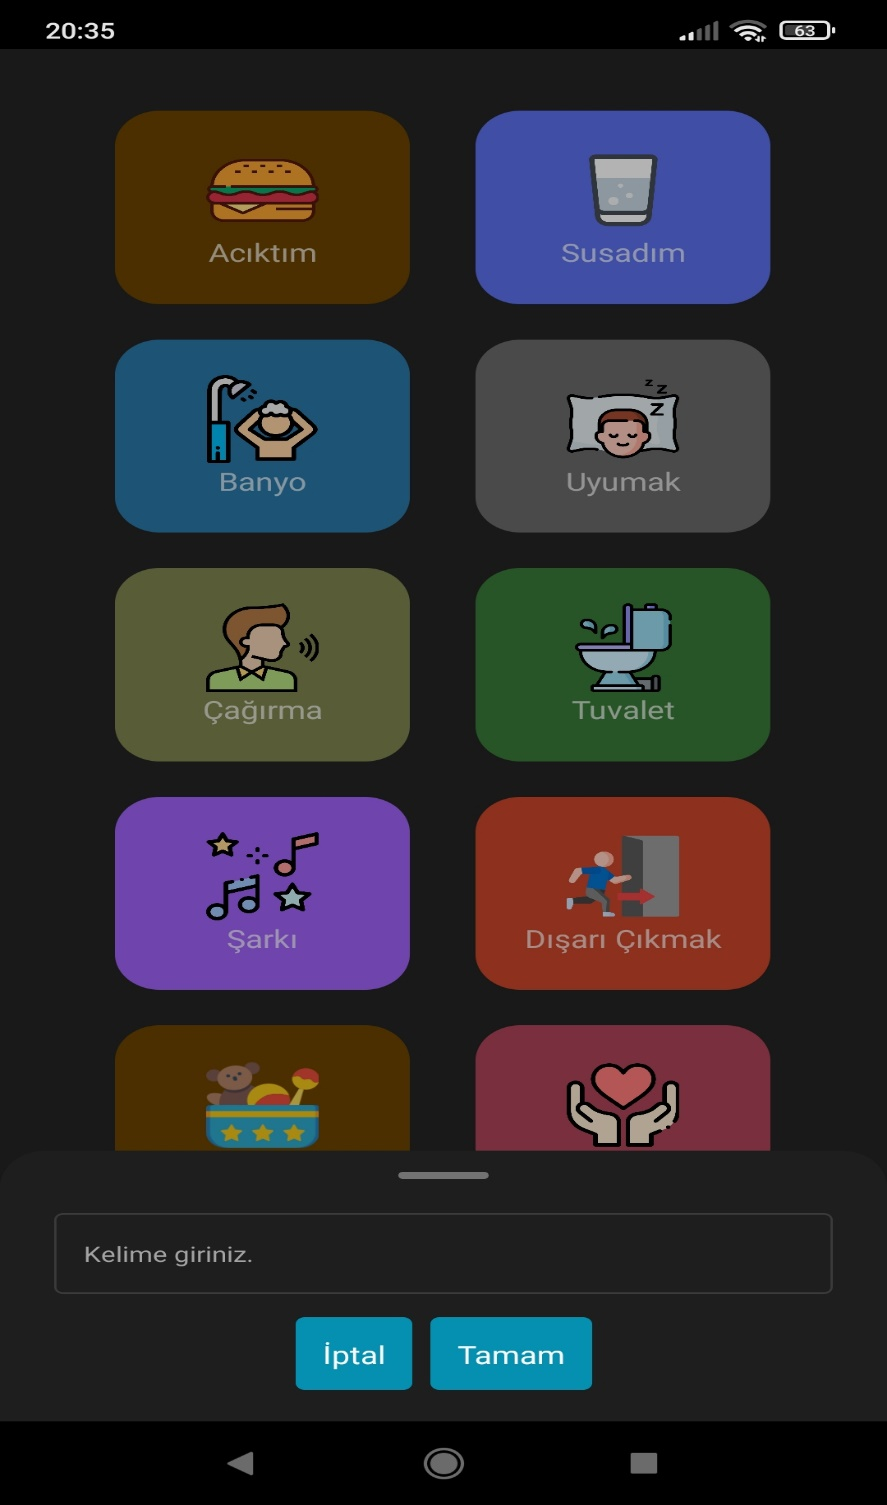 20:35
63
Acıktım
Susadım
Banyo
Uyumak
Çağırma
Tuvalet
Şarkı
Dışarı Çıkmak
Kelime giriniz.
İptal
Tamam